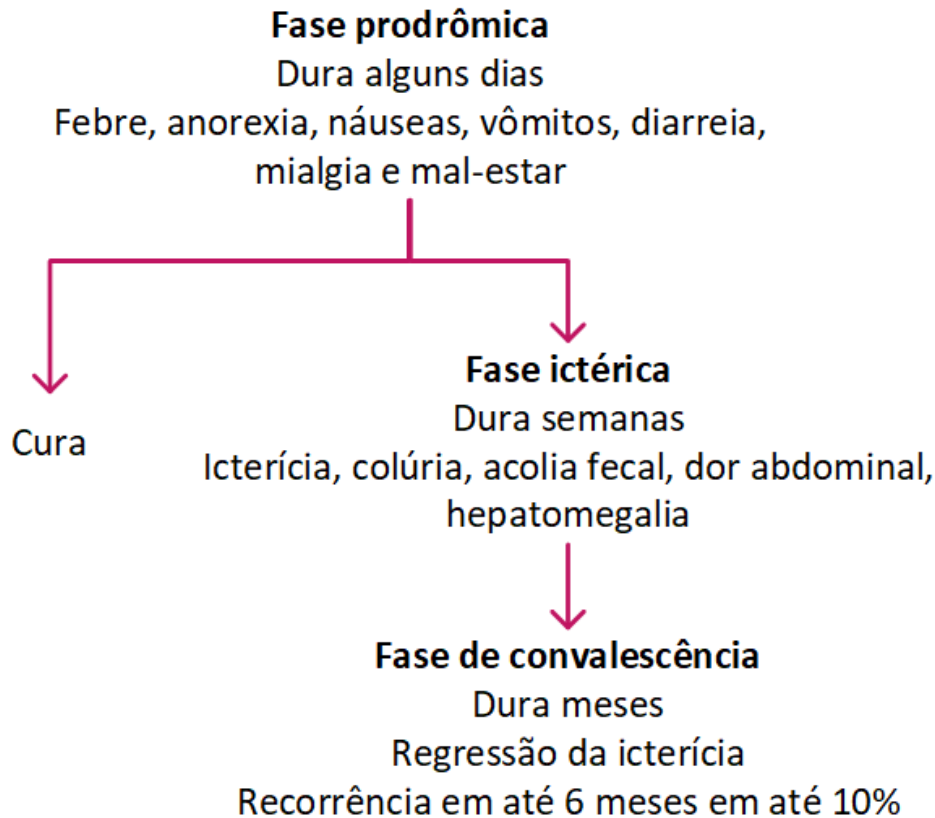 Fase prodrômica
Dura alguns dias
Febre, anorexia, náuseas, vômitos, diarreia,
mialgia e mal-estar
Cura
Fase ictérica
Dura semanas
Icterícia, colúria, acolia fecal, dor abdominal,
hepatomegalia
Fase de convalescência
Dura meses
Regressão da icterícia
Recorrência em até 6 meses em até 10%